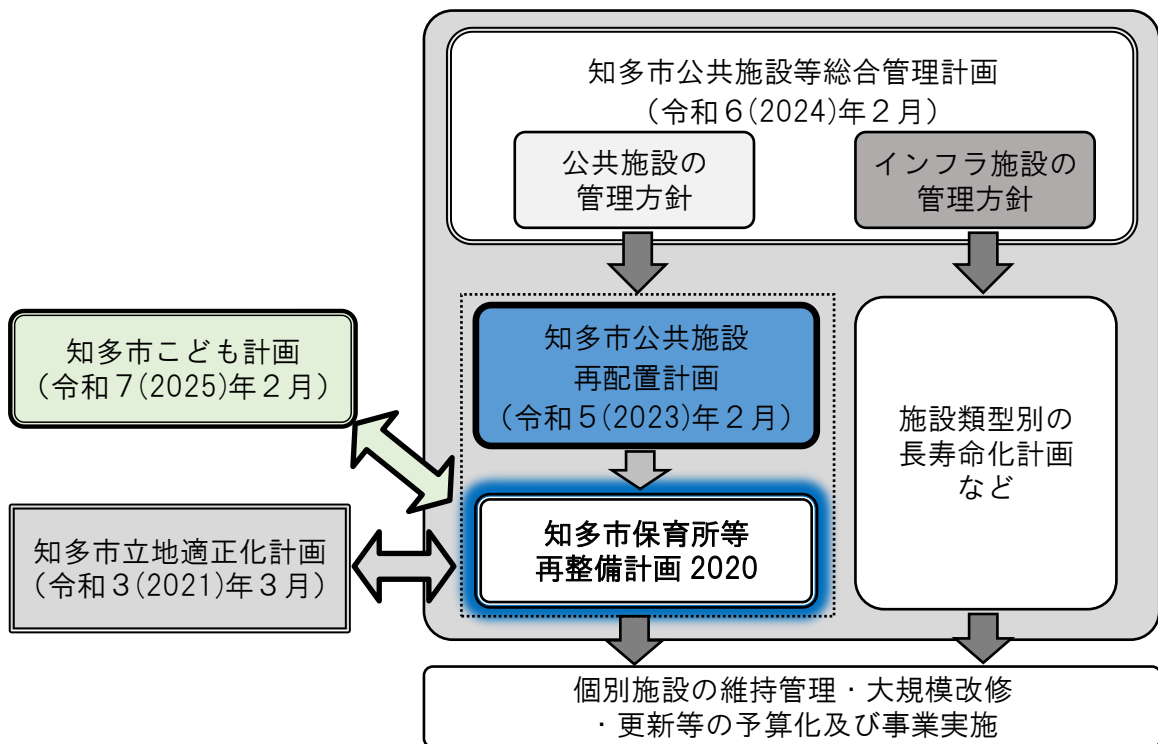 知多市公共施設等総合管理計画
（令和６(2024)年２月）
公共施設の
管理方針
インフラ施設の
管理方針
知多市こども計画
（令和７(2025)年２月）
知多市公共施設
再配置計画
（令和５(2023)年２月）
施設類型別の
長寿命化計画
など
知多市立地適正化計画
（令和３(2021)年３月）
知多市保育所等
再整備計画 2020
個別施設の維持管理・大規模改修
・更新等の予算化及び事業実施